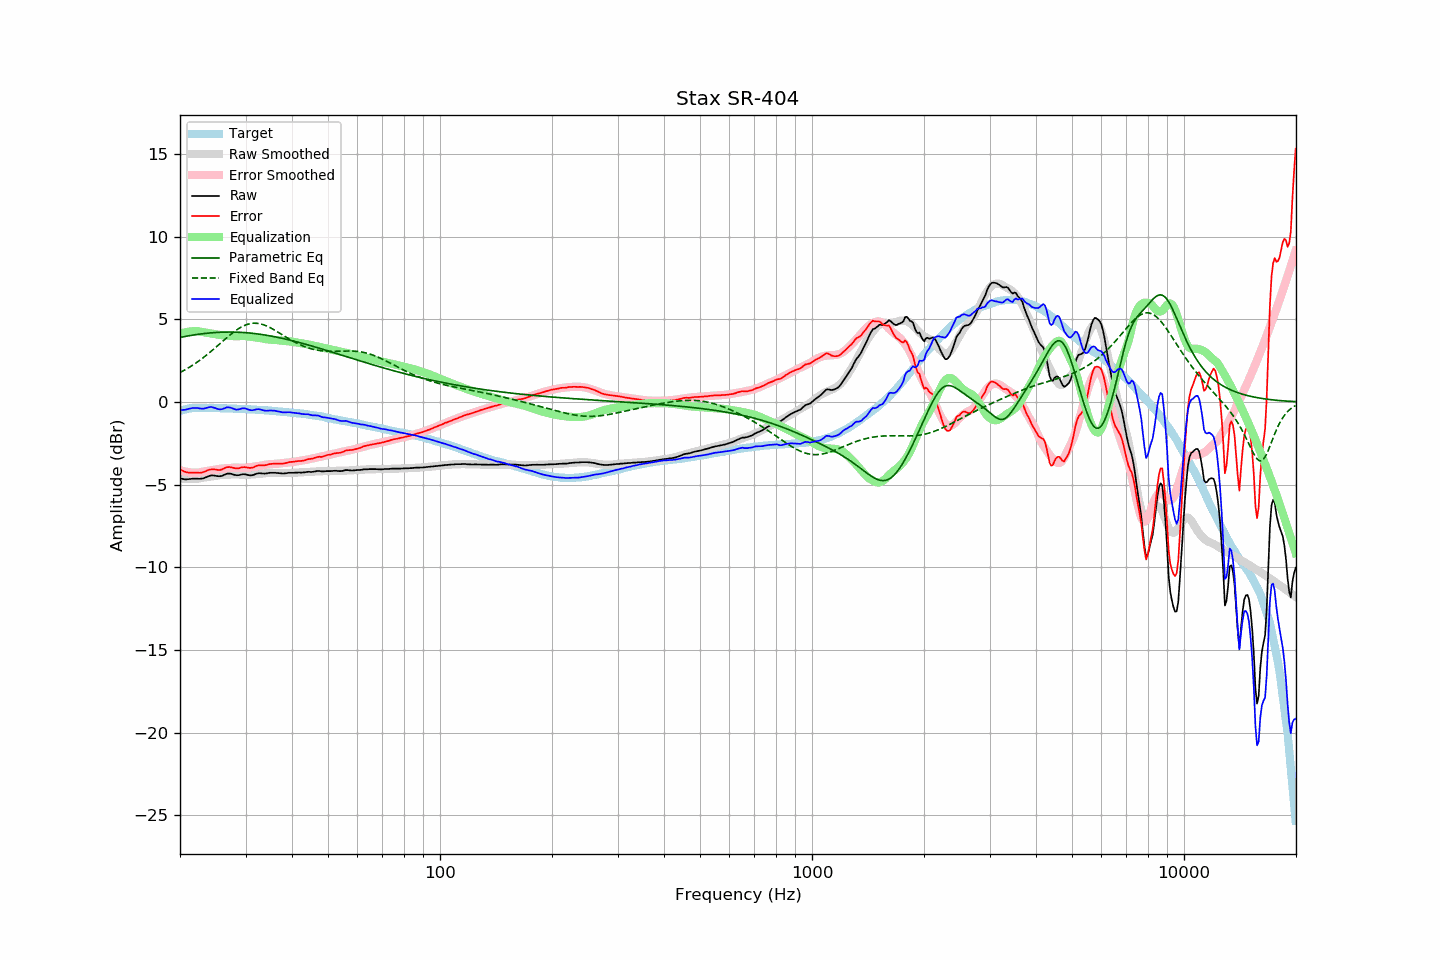 Stax SR-404
Target
Raw Smoothed
Error Smoothed
Raw
Error
Equalization
Parametric Eq
Fixed Band Eq
Equalized
15
10
5
0
−5
−10
−15
−20
−25
Amplitude (dBr)
100
1000
10000
Frequency (Hz)